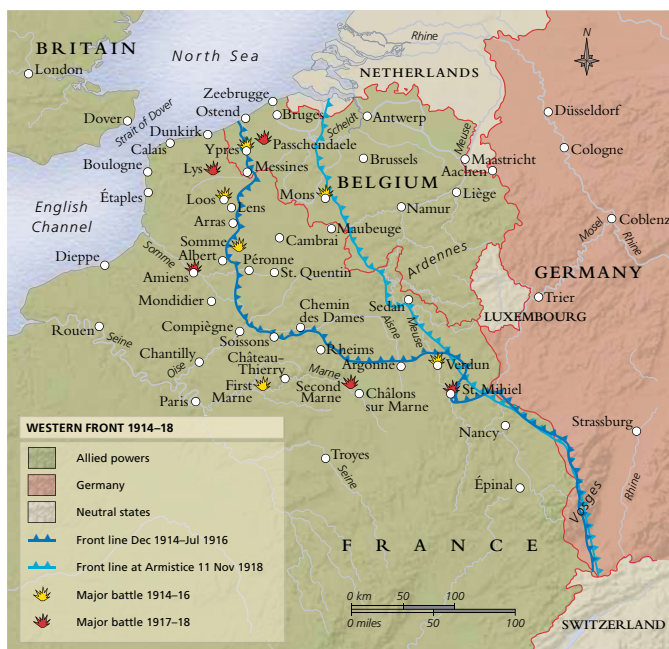 BRITAIN
London
North Sea
Rhine
N
NETHERLANDS
Zeebrugge
Ostend
Bruges
Scheldt
Antwerp
Meuse
Düsseldorf
Dover
Strait of Dover
Dunkirk
Calais
Ypres
Passchendaele
Cologne
Boulogne
Lys
Messines
Brussels
Maastricht
Aachen
Étaples
Loos
Lens
Mons
BELGIUM
Liège
English
Channel
Arras
Namur
Coblenz
Mosel
Rhine
Somme
Cambrai
Maubeuge
Ardennes
Dieppe
Somme
Albert
Péronne
Amiens
St. Quentin
GERMANY
Trier
Mondidier
Sedan
LUXEMBOURG
Rouen
Seine
Compiègne
Chemin
des Dames
Aisne
Meuse
Soissons
Chantilly
Oise
Château-
Thierry
Rheims
Argonne
Verdun
First
Marne
Marne
Second
Marne
Châlons
sur Marne
St. Mihiel
Paris
Nancy
Strasburg
Troyes
Seine
Épinal
Vosges
Rhine
FRANCE
SWITZERLAND
WESTERN FRONT 1914–18
Allied powers
Germany
Neutral states
Front line Dec 1914–Jul 1916
Front line at Armistice 11 Nov 1918
Major battle 1914–16
Major battle 1917–18
0 km 50 100
0 miles 50 100